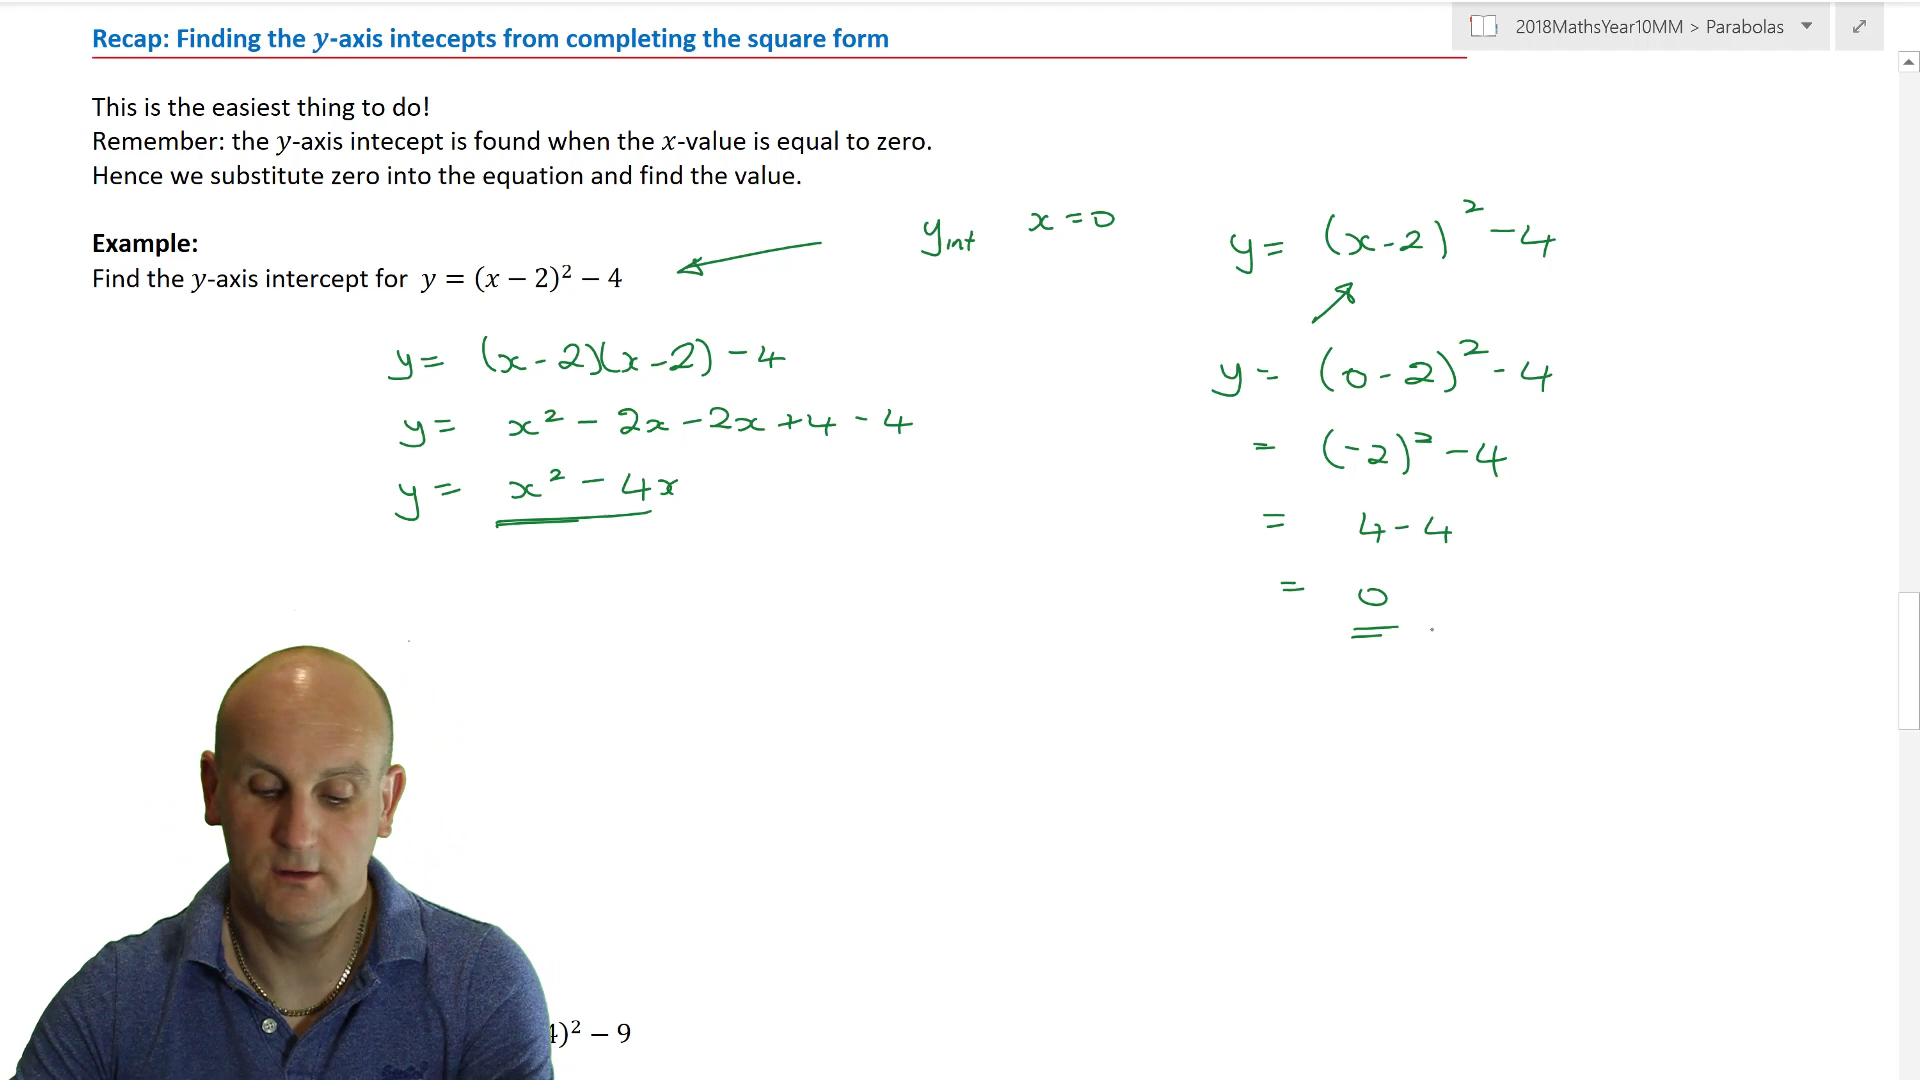 Recap: Finding the y-axis intecepts from completing the square form
2018MathsYear10MM > Parabolas
This is the easiest thing to do!
Remember: the y-axis intecept is found when the x-value is equal to zero.
Hence we substitute zero into the equation and find the value.
Example:
Find the y-axis intercept for y = (x − 2)² − 4
y = (x - 2)(x - 2) - 4
y = x² - 2x - 2x + 4 - 4
y = x² - 4x
y int x = 0
y = (x - 2)² - 4
y = (0 - 2)² - 4
= (-2)² - 4
= 4 - 4
= 0
)² − 9